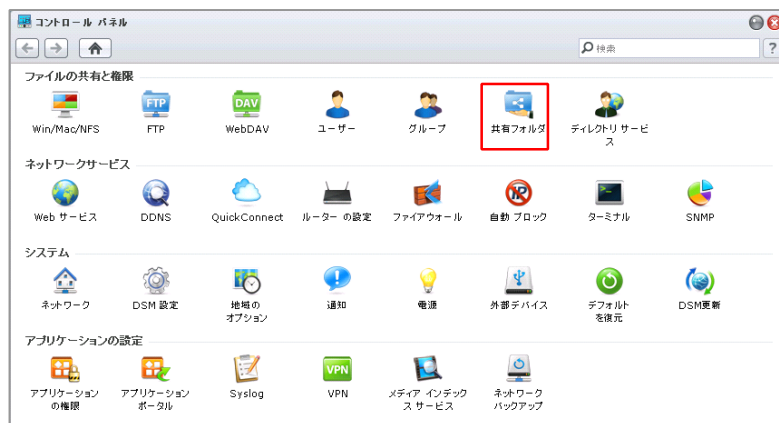 コントロール パネル
検索
?
ファイルの共有と権限
FTP
DAV
Win/Mac/NFS
FTP
WebDAV
ユーザー
グループ
共有フォルダ
ディレクトリ サービ
ス
ネットワークサービス
IP
Web サービス
DDNS
QuickConnect
ルーター の設定
ファイアウォール
自動 ブロック
ターミナル
SNMP
システム
ネットワーク
DSM 設定
地域の
オプション
通知
電源
外部デバイス
デフォルト
を復元
DSM更新
アプリケーションの設定
VPN
アプリケーション
の権限
アプリケーション
ポータル
Syslog
VPN
メディア インデック
ス サービス
ネットワーク
バックアップ